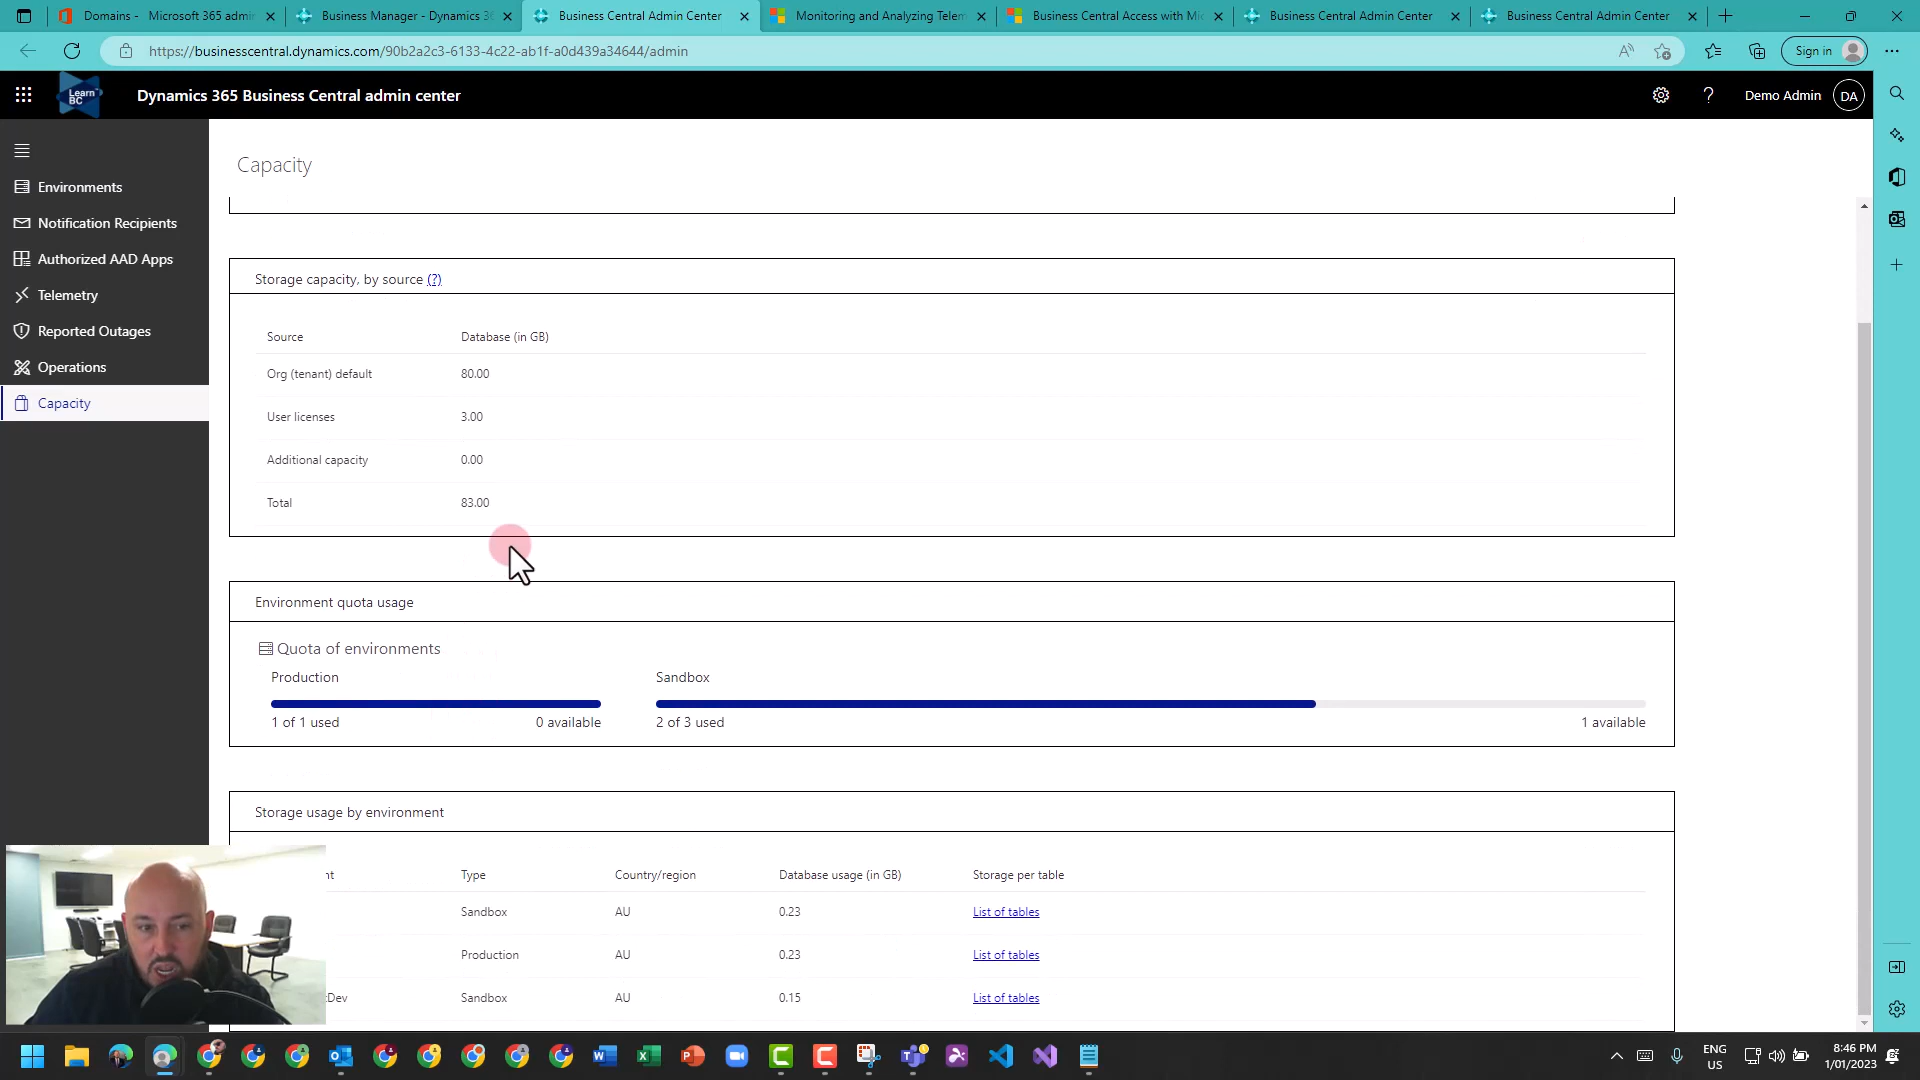 Domains - Microsoft 365 admin
Business Manager - Dynamics 36
Business Central Admin Center
Monitoring and Analyzing Telem
Business Central Access with Mi
Business Central Admin Center
Business Central Admin Center
https://businesscentral.dynamics.com/90b2a2c3-6133-4c22-ab1f-a0d439a34644/admin
Sign in
Learn BC
Dynamics 365 Business Central admin center
Demo Admin DA
Environments
Notification Recipients
Authorized AAD Apps
Telemetry
Reported Outages
Operations
Capacity
Capacity
Storage capacity, by source (?)
Source Database (in GB)
Org (tenant) default 80.00
User licenses 3.00
Additional capacity 0.00
Total 83.00
Environment quota usage
Quota of environments
Production Sandbox
1 of 1 used 0 available 2 of 3 used 1 available
Storage usage by environment
nt Type Country/region Database usage (in GB) Storage per table
Sandbox AU 0.23 List of tables
Production AU 0.23 List of tables
tDev Sandbox AU 0.15 List of tables
ENG
US
8:46 PM
1/01/2023